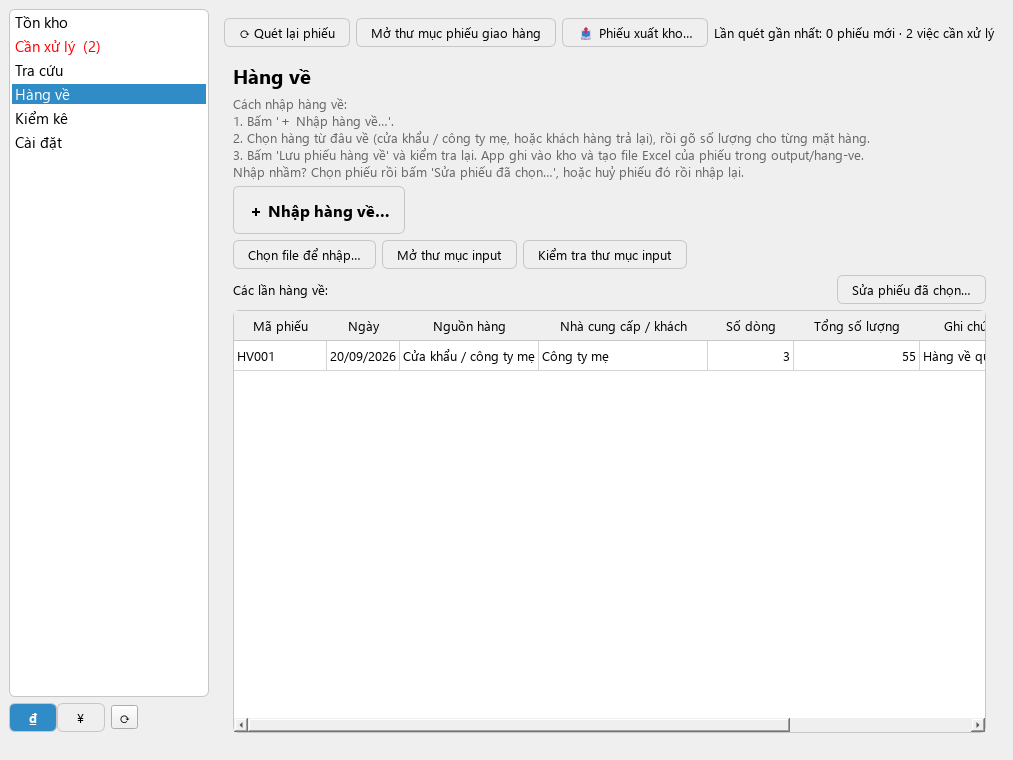 Tồn kho
Cần xử lý (2)
Tra cứu
Hàng về
Kiểm kê
Cài đặt
⟳ Quét lại phiếu
Mở thư mục phiếu giao hàng
Phiếu xuất kho...
Lần quét gần nhất: 0 phiếu mới · 2 việc cần xử lý
Hàng về
Cách nhập hàng về:
1. Bấm '＋ Nhập hàng về...'.
2. Chọn hàng từ đâu về (cửa khẩu / công ty mẹ, hoặc khách hàng trả lại), rồi gõ số lượng cho từng mặt hàng.
3. Bấm 'Lưu phiếu hàng về' và kiểm tra lại. App ghi vào kho và tạo file Excel của phiếu trong output/hang-ve.
Nhập nhầm? Chọn phiếu rồi bấm 'Sửa phiếu đã chọn...', hoặc huỷ phiếu đó rồi nhập lại.
＋ Nhập hàng về...
Chọn file để nhập...
Mở thư mục input
Kiểm tra thư mục input
Các lần hàng về:
Sửa phiếu đã chọn...
Mã phiếu Ngày Nguồn hàng Nhà cung cấp / khách Số dòng Tổng số lượng Ghi chú
HV001 20/09/2026 Cửa khẩu / công ty mẹ Công ty mẹ 3 55 Hàng về
₫ ¥ ⟳